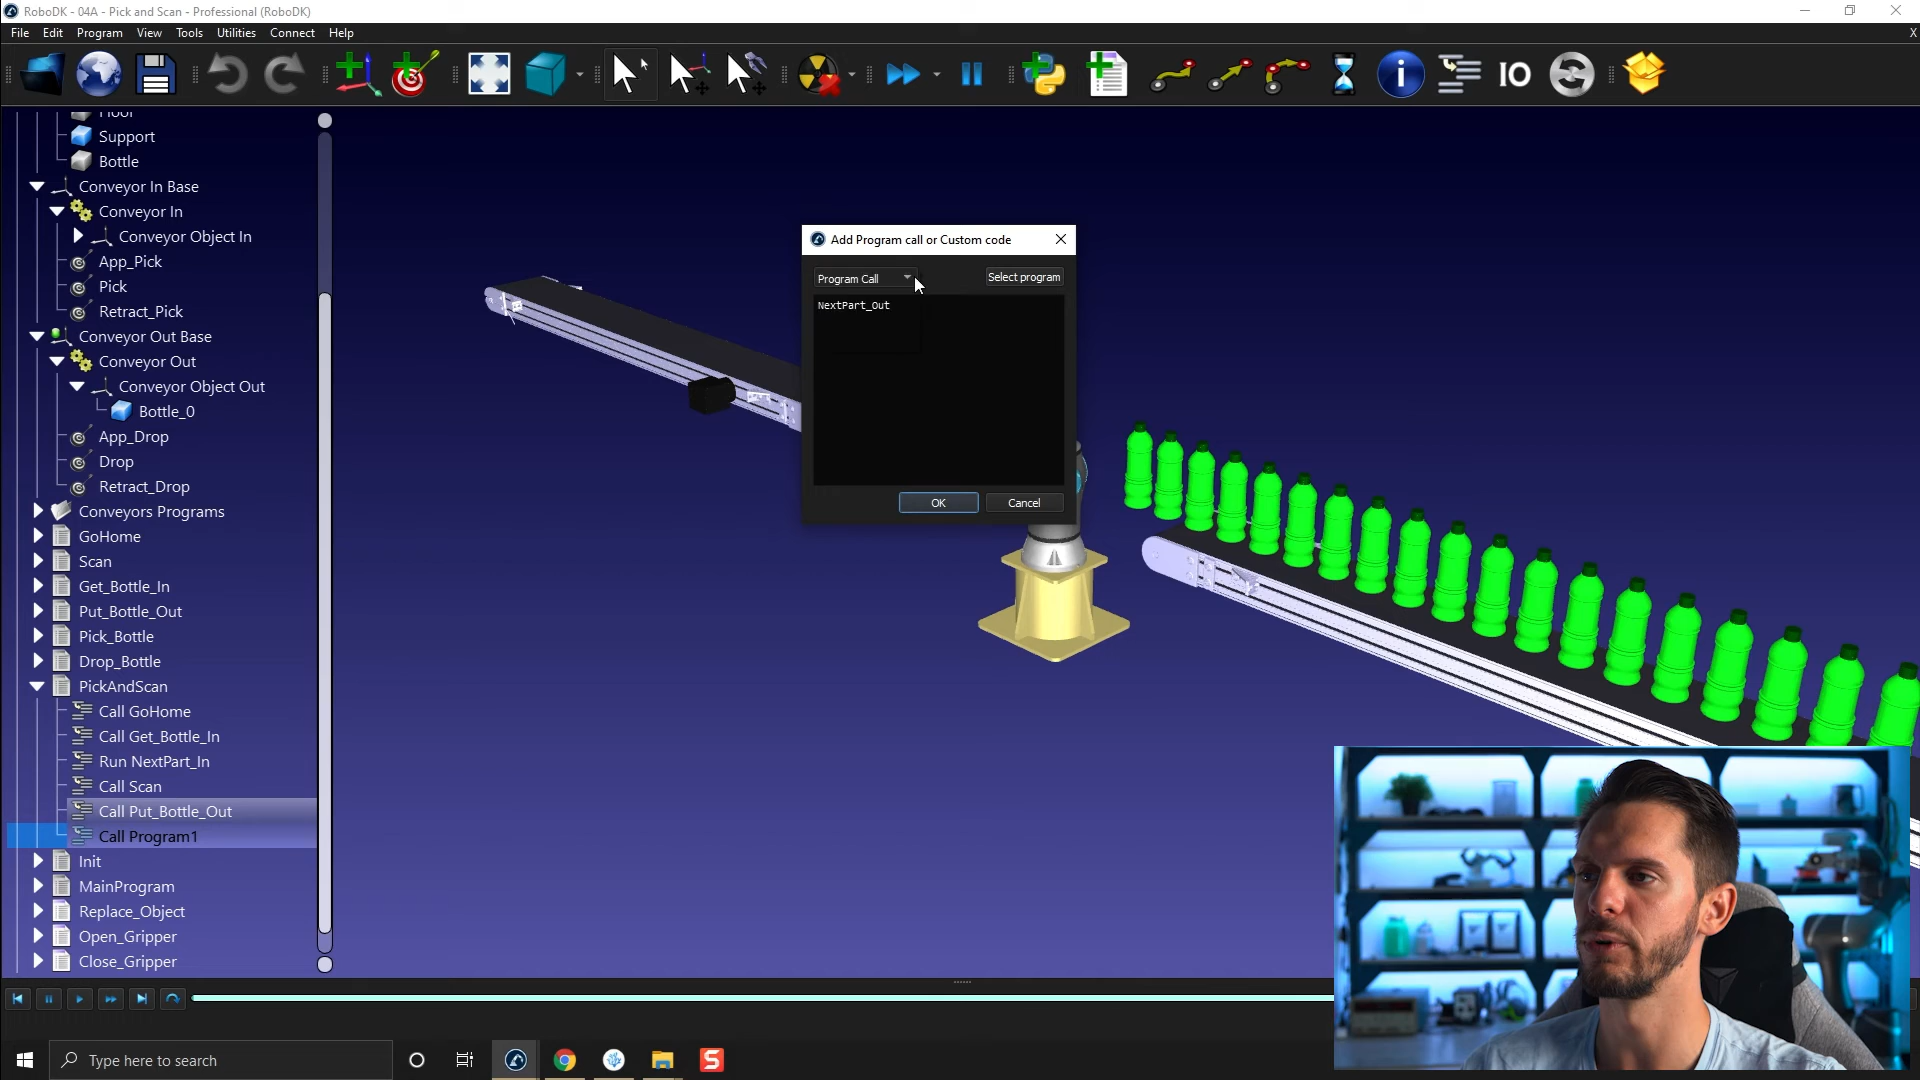 RoboDK - 04A - Pick and Scan - Professional (RoboDK)
File Edit Program View Tools Utilities Connect Help
X
IO
Floor
Support
Bottle
Conveyor In Base
Conveyor In
Conveyor Object In
App_Pick
Pick
Retract_Pick
Conveyor Out Base
Conveyor Out
Conveyor Object Out
Bottle_0
App_Drop
Drop
Retract_Drop
Conveyors Programs
GoHome
Scan
Get_Bottle_In
Put_Bottle_Out
Pick_Bottle
Drop_Bottle
PickAndScan
Call GoHome
Call Get_Bottle_In
Run NextPart_In
Call Scan
Call Put_Bottle_Out
Call Program1
Init
MainProgram
Replace_Object
Open_Gripper
Close_Gripper
Add Program call or Custom code
Program Call
Select program
NextPart_Out
OK
Cancel
Type here to search
S